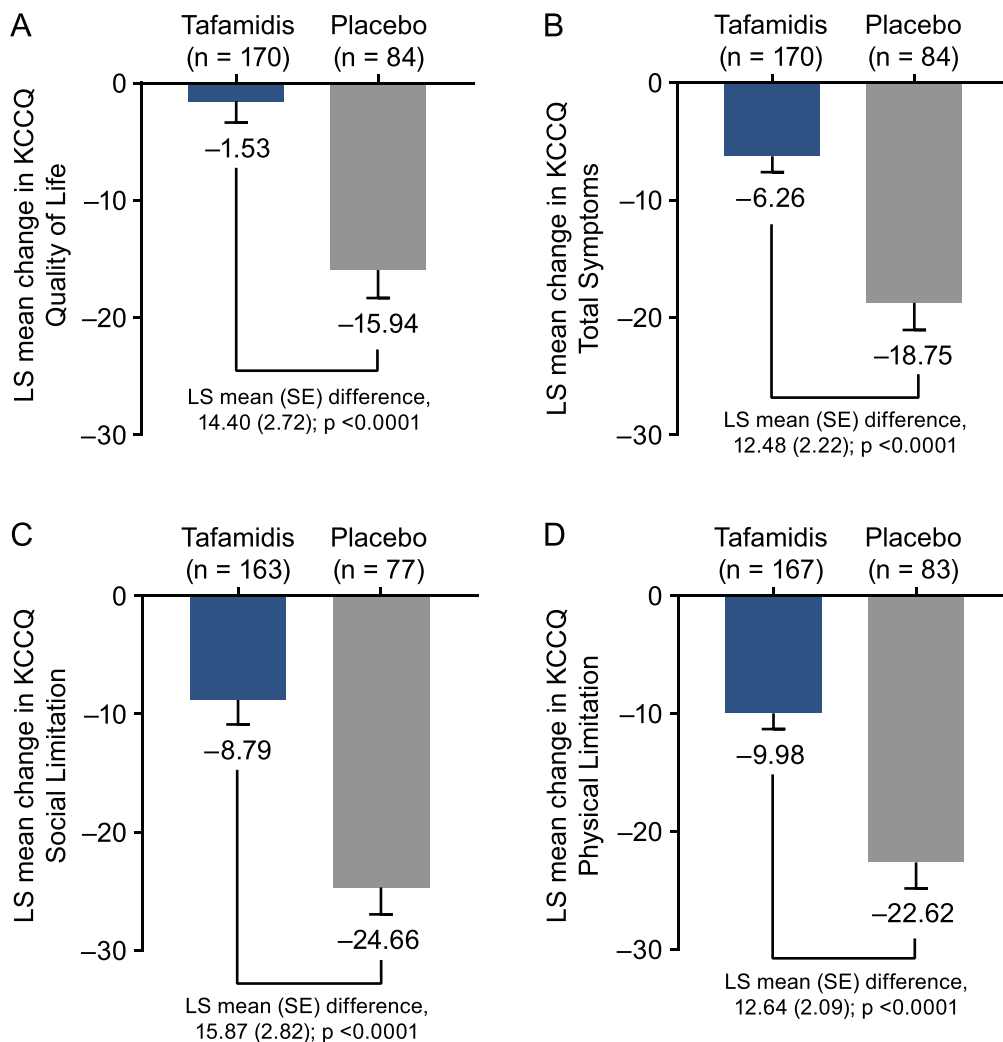 A
Tafamidis
(n = 170)
Placebo
(n = 84)
LS mean change in KCCQ
Quality of Life
0
–10
–20
–30
–1.53
–15.94
LS mean (SE) difference,
14.40 (2.72); p <0.0001
B
Tafamidis
(n = 170)
Placebo
(n = 84)
LS mean change in KCCQ
Total Symptoms
0
–10
–20
–30
–6.26
–18.75
LS mean (SE) difference,
12.48 (2.22); p <0.0001
C
Tafamidis
(n = 163)
Placebo
(n = 77)
LS mean change in KCCQ
Social Limitation
0
–10
–20
–30
–8.79
–24.66
LS mean (SE) difference,
15.87 (2.82); p <0.0001
D
Tafamidis
(n = 167)
Placebo
(n = 83)
LS mean change in KCCQ
Physical Limitation
0
–10
–20
–30
–9.98
–22.62
LS mean (SE) difference,
12.64 (2.09); p <0.0001